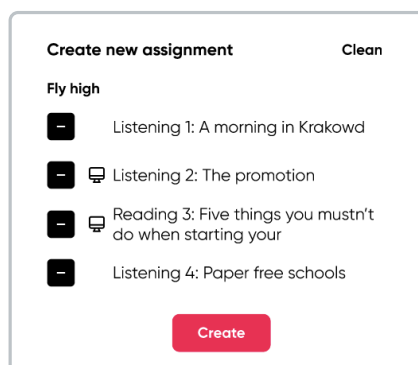 Create new assignment Clean
Fly high
Listening 1: A morning in Krakowd
Listening 2: The promotion
Reading 3: Five things you mustn't
do when starting your
Listening 4: Paper free schools
Create